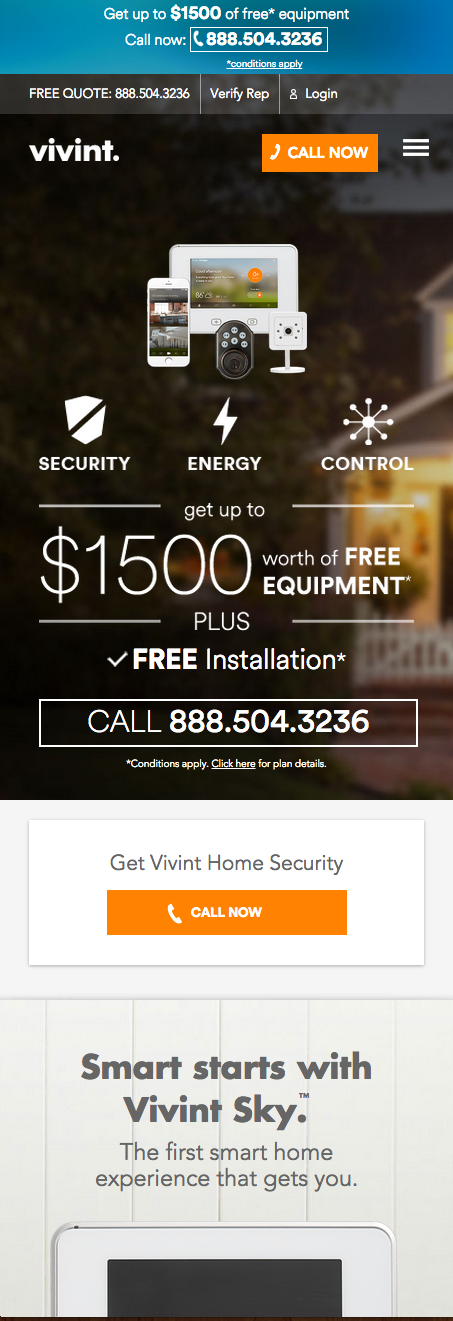 Get up to $1500 of free* equipment
Call now: 888.504.3236
*conditions apply
FREE QUOTE: 888.504.3236 Verify Rep Login
vivint.
CALL NOW
SECURITY ENERGY CONTROL
get up to
$1500 worth of FREE
EQUIPMENT*
PLUS
FREE Installation*
CALL 888.504.3236
*Conditions apply. Click here for plan details.
Get Vivint Home Security
CALL NOW
Smart starts with
Vivint Sky.™
The first smart home
experience that gets you.